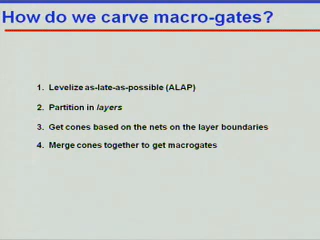 How do we carve macro-gates?
1. Levelize as-late-as-possible (ALAP)
2. Partition in layers
3. Get cones based on the nets on the layer boundaries
4. Merge cones together to get macrogates